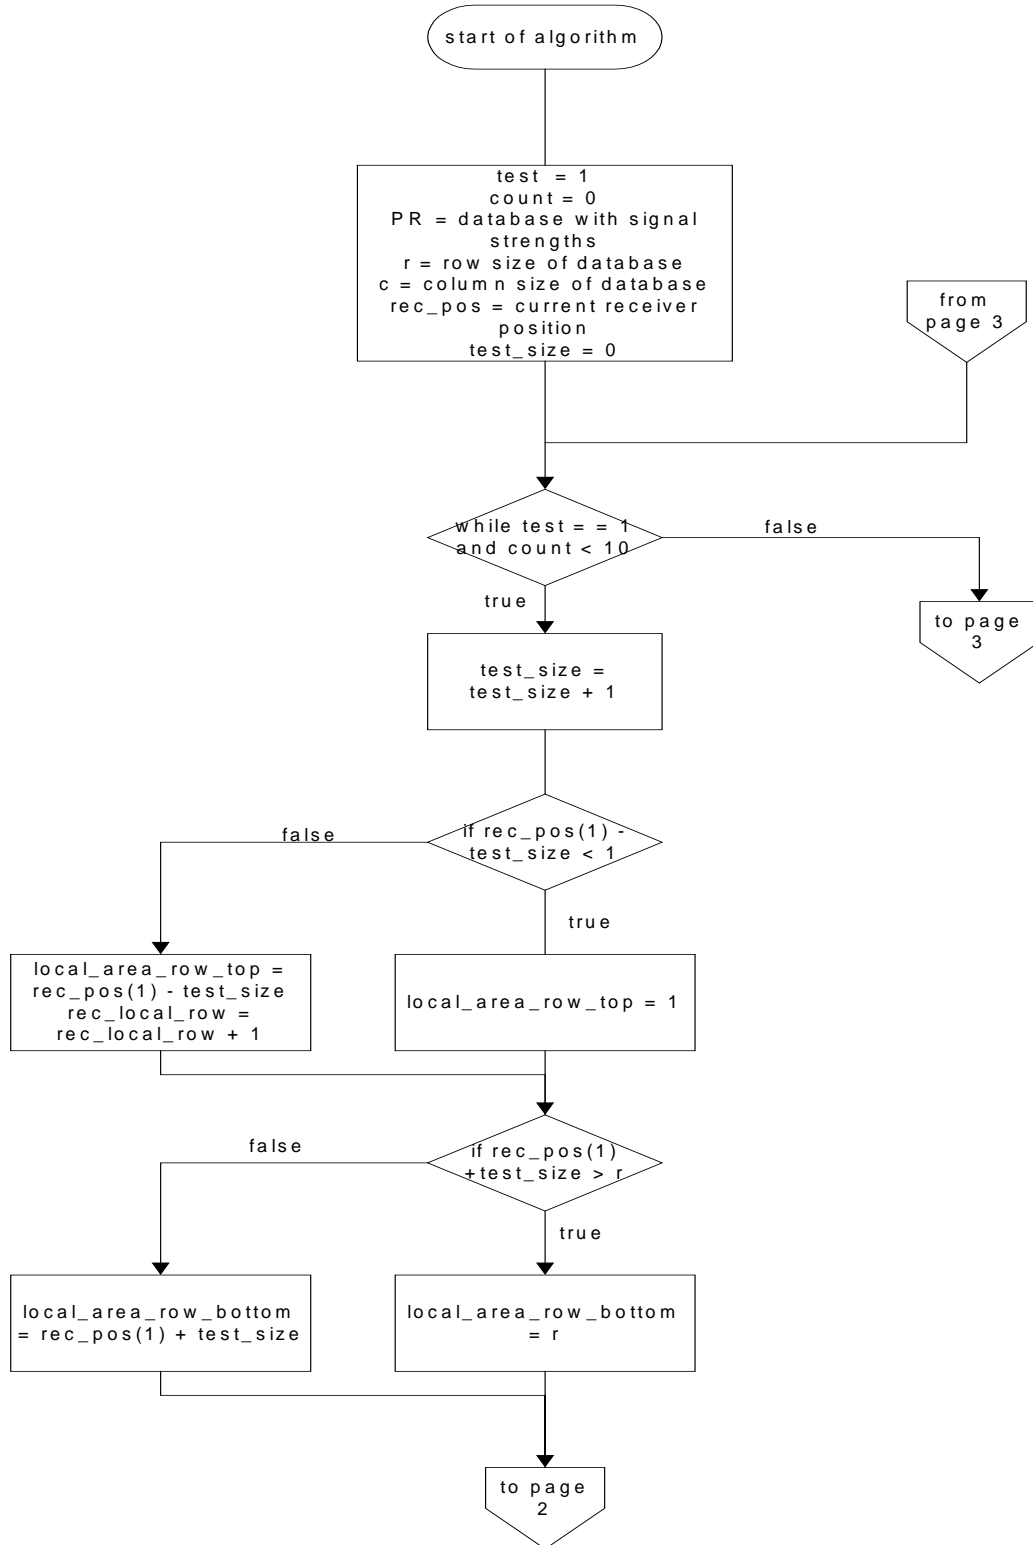 start of algorithm
test = 1
count = 0
PR = database with signal
strengths
r = row size of database
c = column size of database
rec_pos = current receiver
position
test_size = 0
from
page 3
while test = = 1
and count < 10
false
true
to page
3
test_size =
test_size + 1
if rec_pos(1) -
test_size < 1
false
true
local_area_row_top =
rec_pos(1) - test_size
rec_local_row =
rec_local_row + 1
local_area_row_top = 1
if rec_pos(1)
+test_size > r
false
true
local_area_row_bottom
= rec_pos(1) + test_size
local_area_row_bottom
= r
to page
2